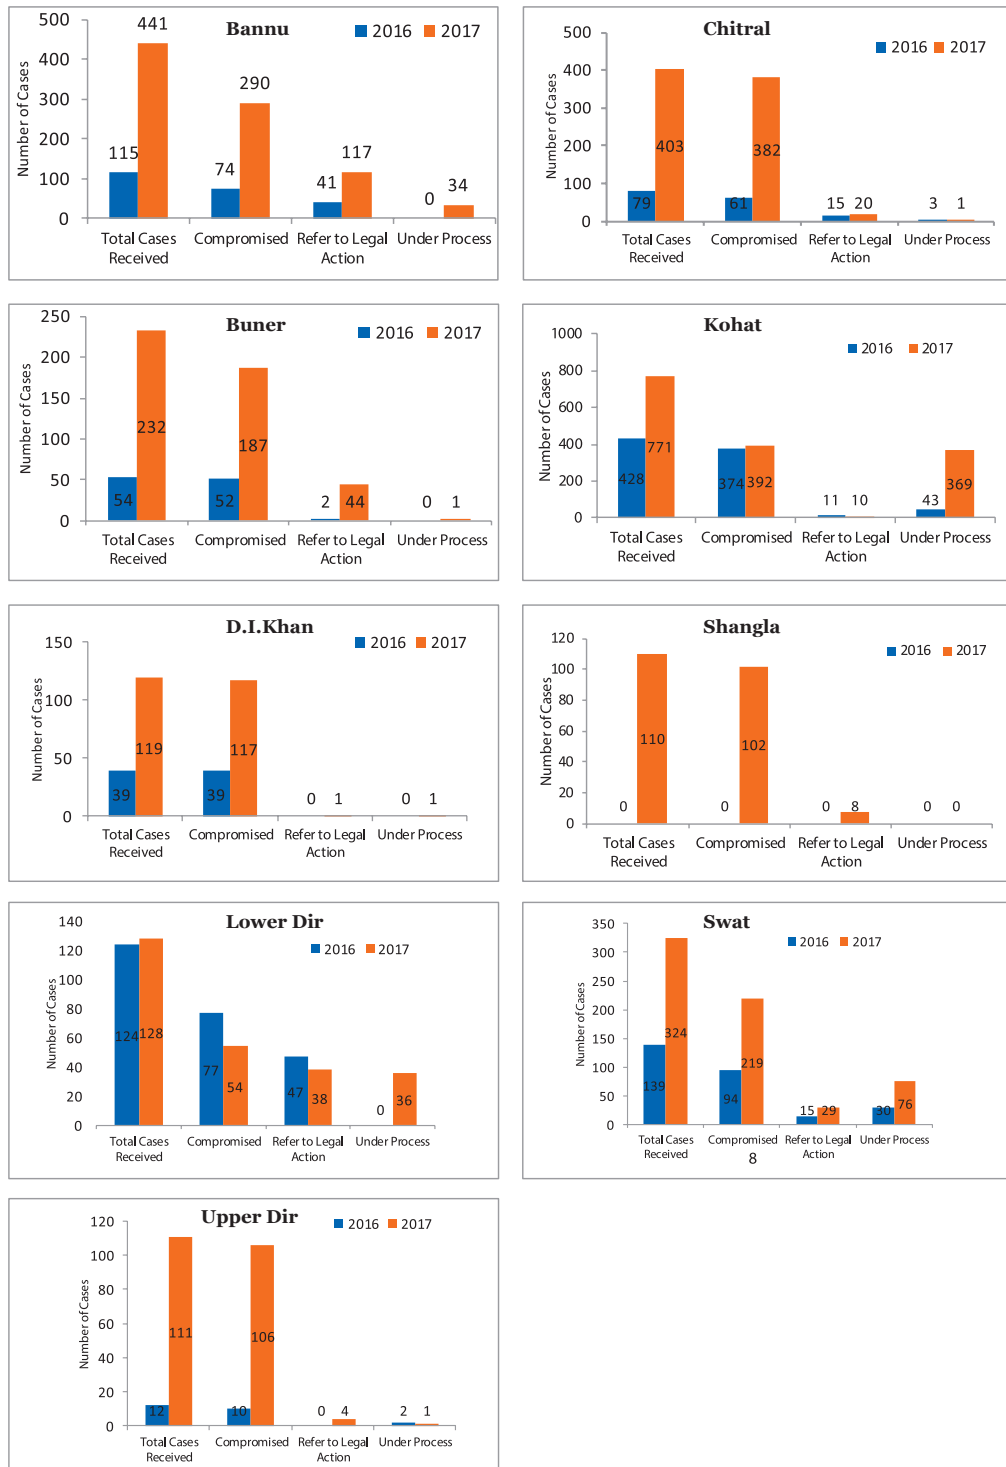 Bannu
2016 2017
Number of Cases
500
400
300
200
100
0
441
290
115
74
117
41
0
34
Total Cases Received
Compromised
Refer to Legal Action
Under Process
Chitral
2016 2017
Number of Cases
500
400
300
200
100
0
79
403
61
382
15 20
3 1
Total Cases Received
Compromised
Refer to Legal Action
Under Process
Buner
2016 2017
Number of Cases
250
200
150
100
50
0
54
232
52
187
2 44
0 1
Total Cases Received
Compromised
Refer to Legal Action
Under Process
Kohat
2016 2017
Number of Cases
1000
800
600
400
200
0
428
771
374 392
11 10
43
369
Total Cases Received
Compromised
Refer to Legal Action
Under Process
D.I.Khan
2016 2017
Number of Cases
150
100
50
0
39
119
39
117
0 1
0 1
Total Cases Received
Compromised
Refer to Legal Action
Under Process
Shangla
2016 2017
Number of Cases
120
100
80
60
40
20
0
0
110
0
102
0 8
0 0
Total Cases Received
Compromised
Refer to Legal Action
Under Process
Lower Dir
2016 2017
Number of Cases
140
120
100
80
60
40
20
0
124 128
77
54
47 38
0
36
Total Cases Received
Compromised
Refer to Legal Action
Under Process
Swat
2016 2017
Number of Cases
350
300
250
200
150
100
50
0
139
324
94
219
15 29
30 76
Total Cases Received
Compromised
Refer to Legal Action
Under Process
8
Upper Dir
2016 2017
Number of Cases
120
100
80
60
40
20
0
12
111
10
106
0 4
2 1
Total Cases Received
Compromised
Refer to Legal Action
Under Process